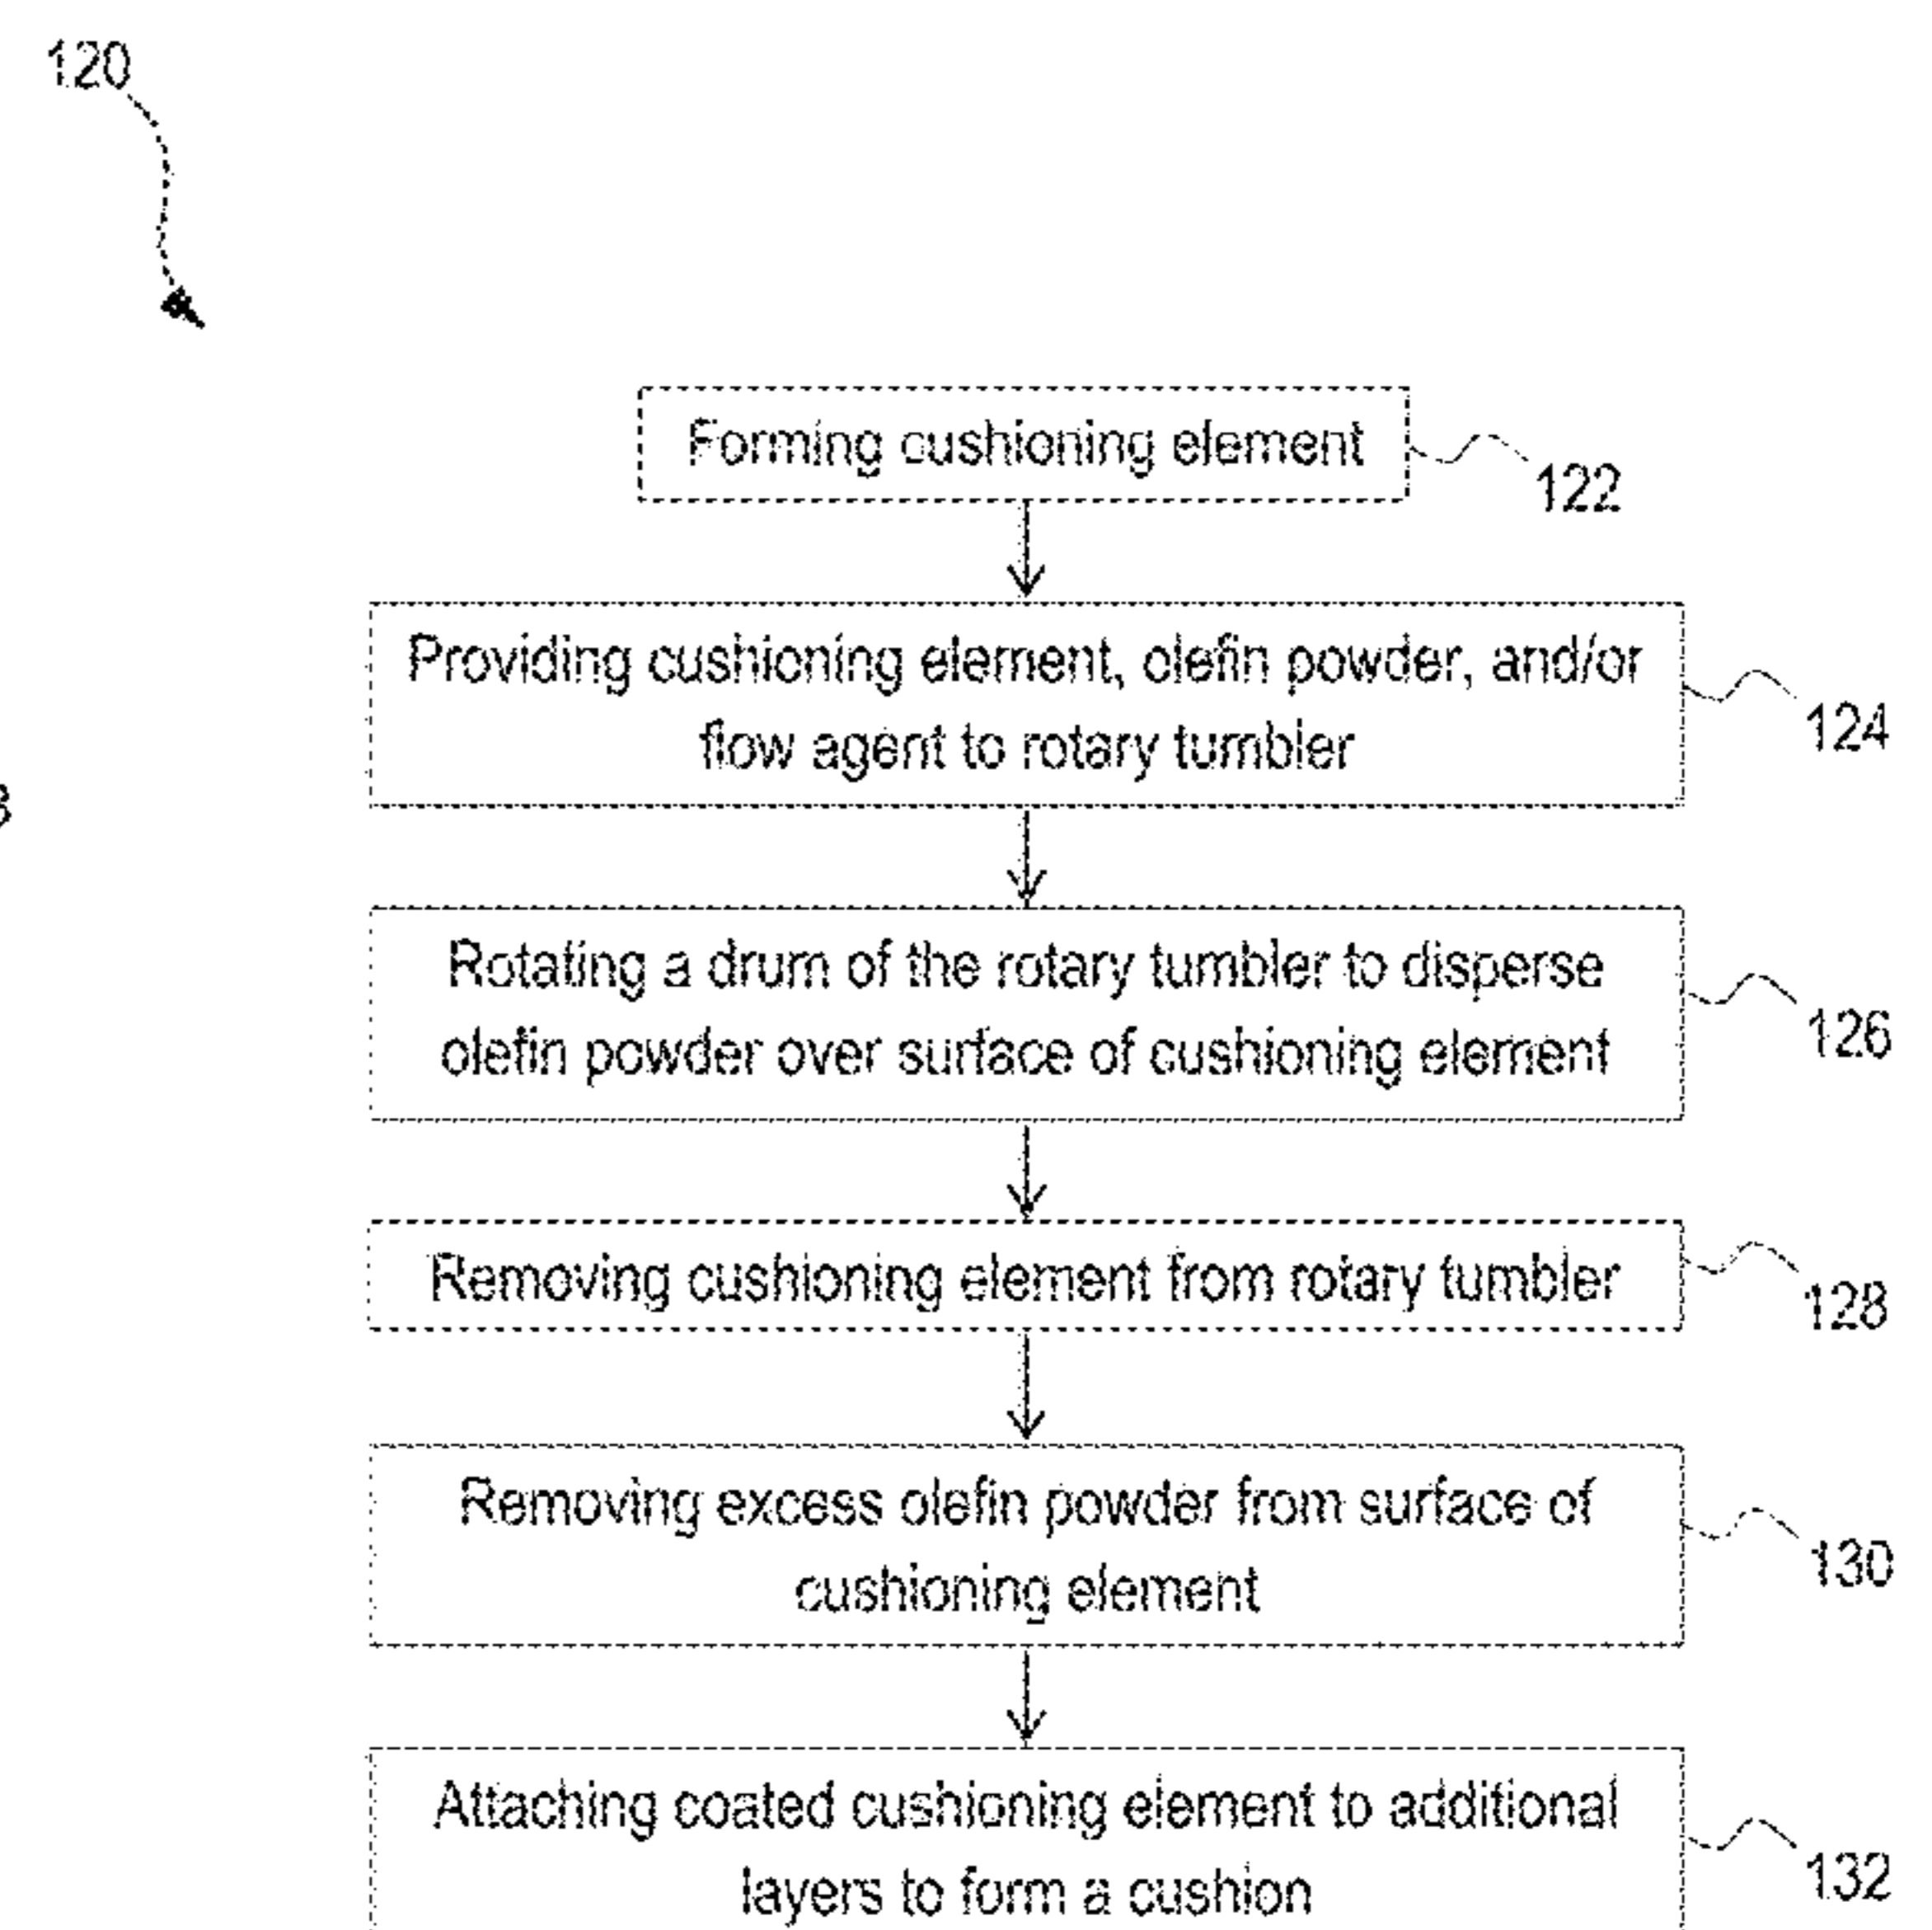 120
Forming cushioning element
122
Providing cushioning element, olefin powder, and/or
flow agent to rotary tumbler
124
Rotating a drum of the rotary tumbler to disperse
olefin powder over surface of cushioning element
126
Removing cushioning element from rotary tumbler
128
Removing excess olefin powder from surface of
cushioning element
130
Attaching coated cushioning element to additional
layers to form a cushion
132